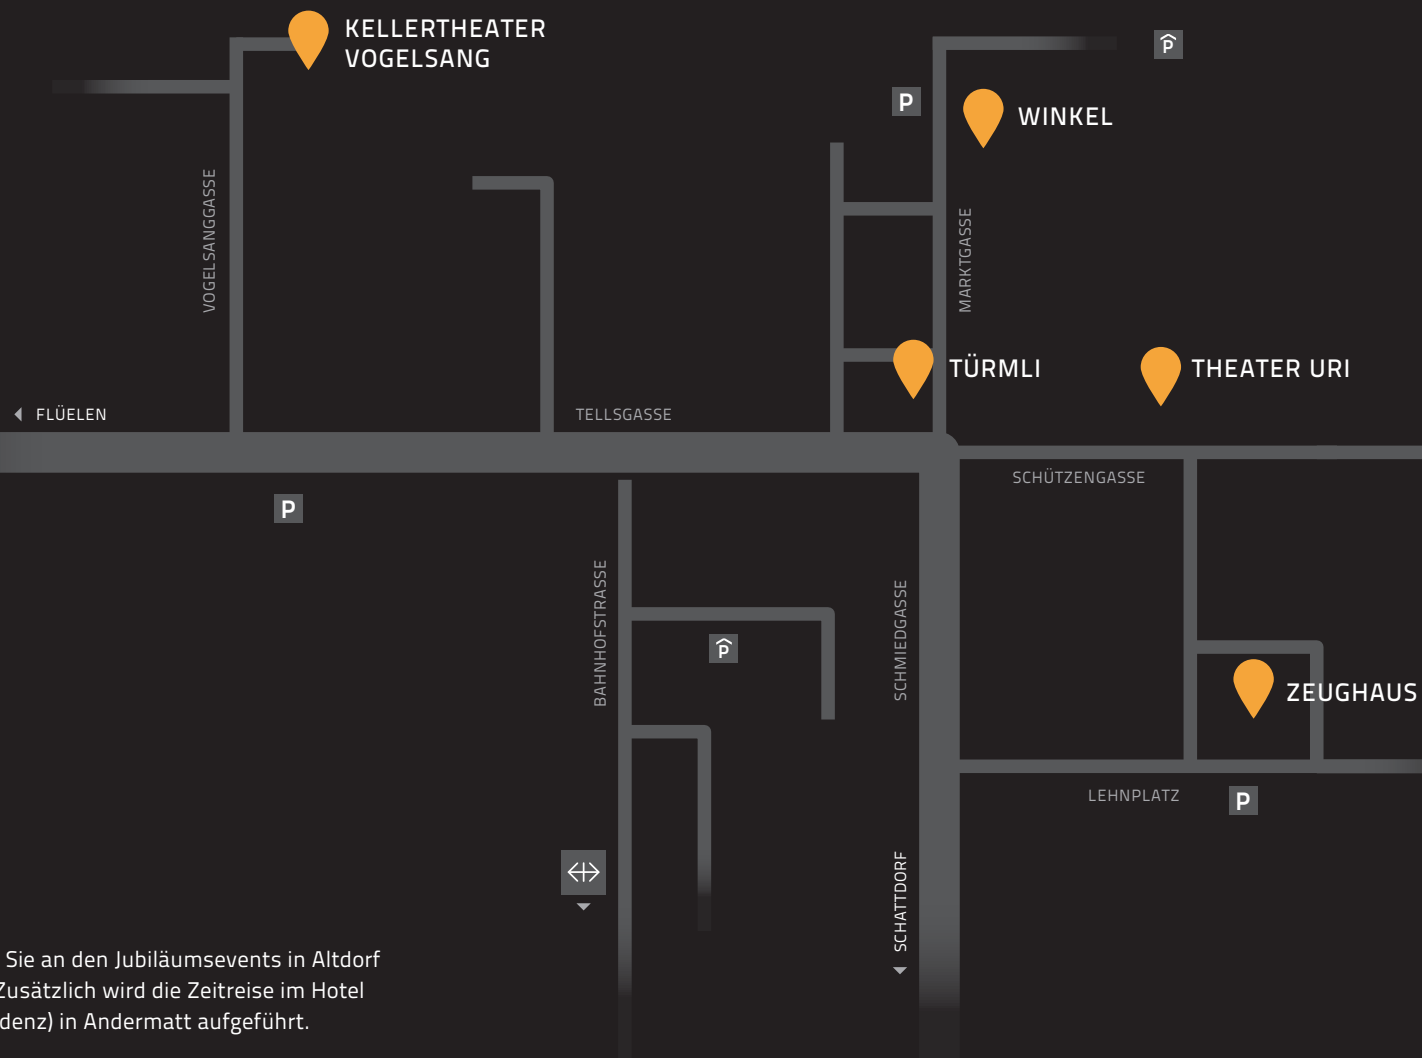 KELLERTHEATER
VOGELSANG
P
P
WINKEL
VOGELSANGGASSE
MARKTGASSE
TÜRMLI
THEATER URI
FLÜELEN
TELLSGASSE
SCHÜTZENGASSE
P
BAHNHOFSTRASSE
SCHMIEDGASSE
P
ZEUGHAUS
LEHNPLATZ
P
SCHATTDORF
Sie an den Jubiläumsevents in Altdorf
Zusätzlich wird die Zeitreise im Hotel
denz) in Andermatt aufgeführt.